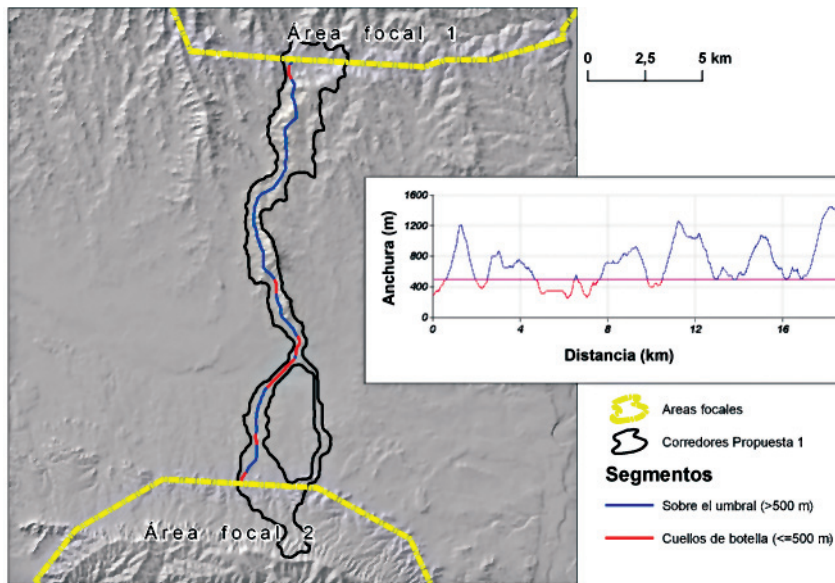 Área focal 1
0 2,5 5 km
Anchura (m)
1600
1200
800
400
0
0 4 8 12 16
Distancia (km)
Areas focales
Corredores Propuesta 1
Segmentos
Sobre el umbral (>500 m)
Cuellos de botella (<=500 m)
Área focal 2